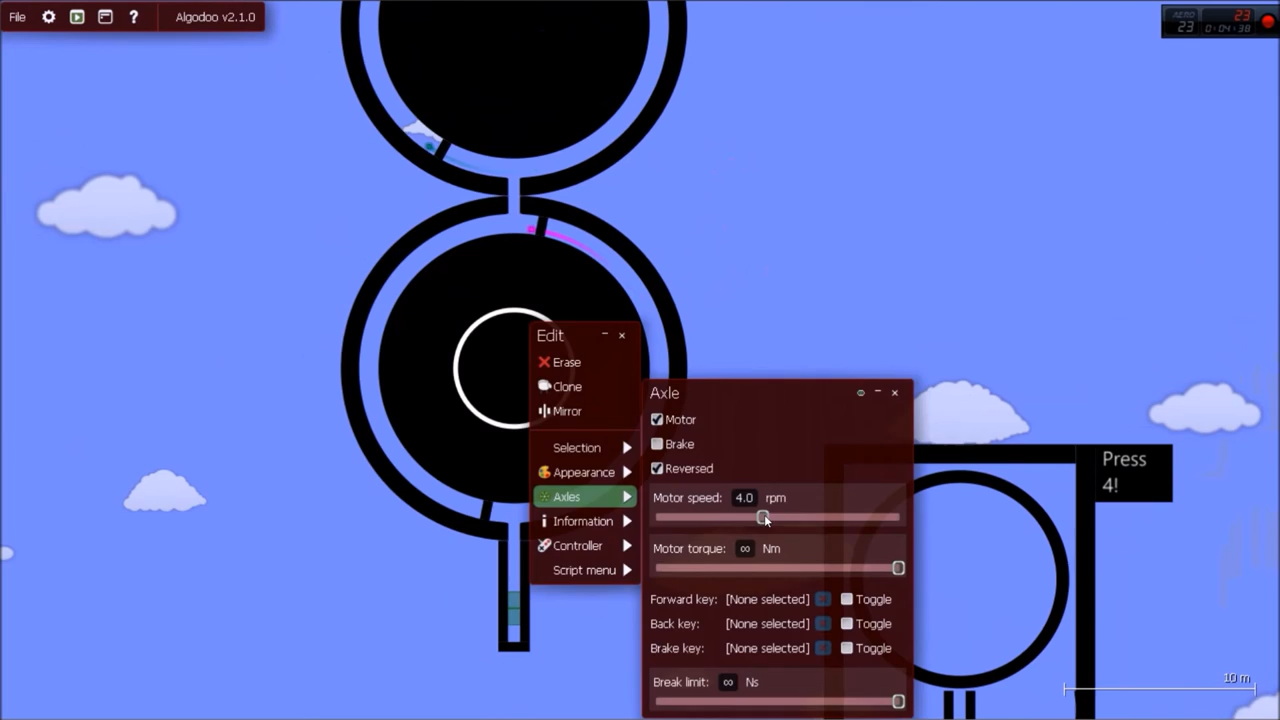 File ? Algodoo v2.1.0
AERO 23
23 0:04:38
Edit
Erase
Clone
Mirror
Selection
Appearance
Axles
Information
Controller
Script menu
Axle
Motor
Brake
Reversed
Motor speed: 4.0 rpm
Motor torque: ∞ Nm
Forward key: [None selected] Toggle
Back key: [None selected] Toggle
Brake key: [None selected] Toggle
Break limit: ∞ Ns
Press
4!
10 m